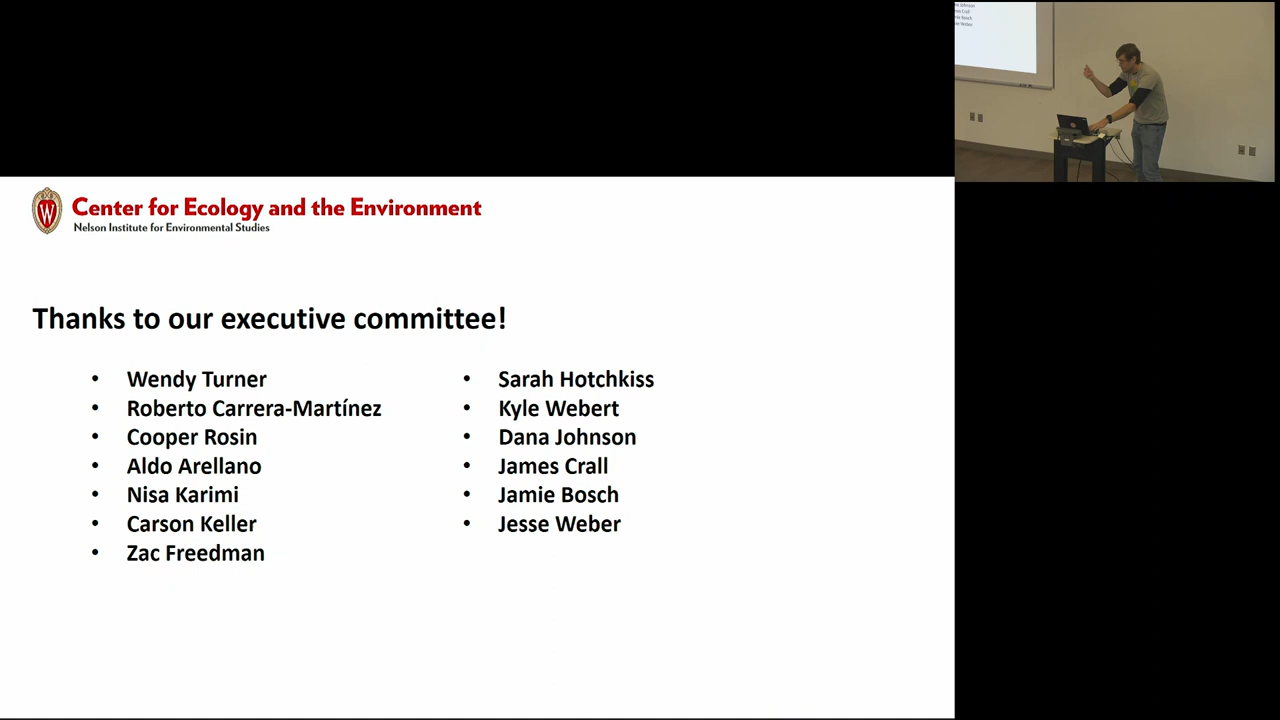 Center for Ecology and the Environment
Nelson Institute for Environmental Studies
Thanks to our executive committee!
• Wendy Turner
• Roberto Carrera-Martínez
• Cooper Rosin
• Aldo Arellano
• Nisa Karimi
• Carson Keller
• Zac Freedman
• Sarah Hotchkiss
• Kyle Webert
• Dana Johnson
• James Crall
• Jamie Bosch
• Jesse Weber
W